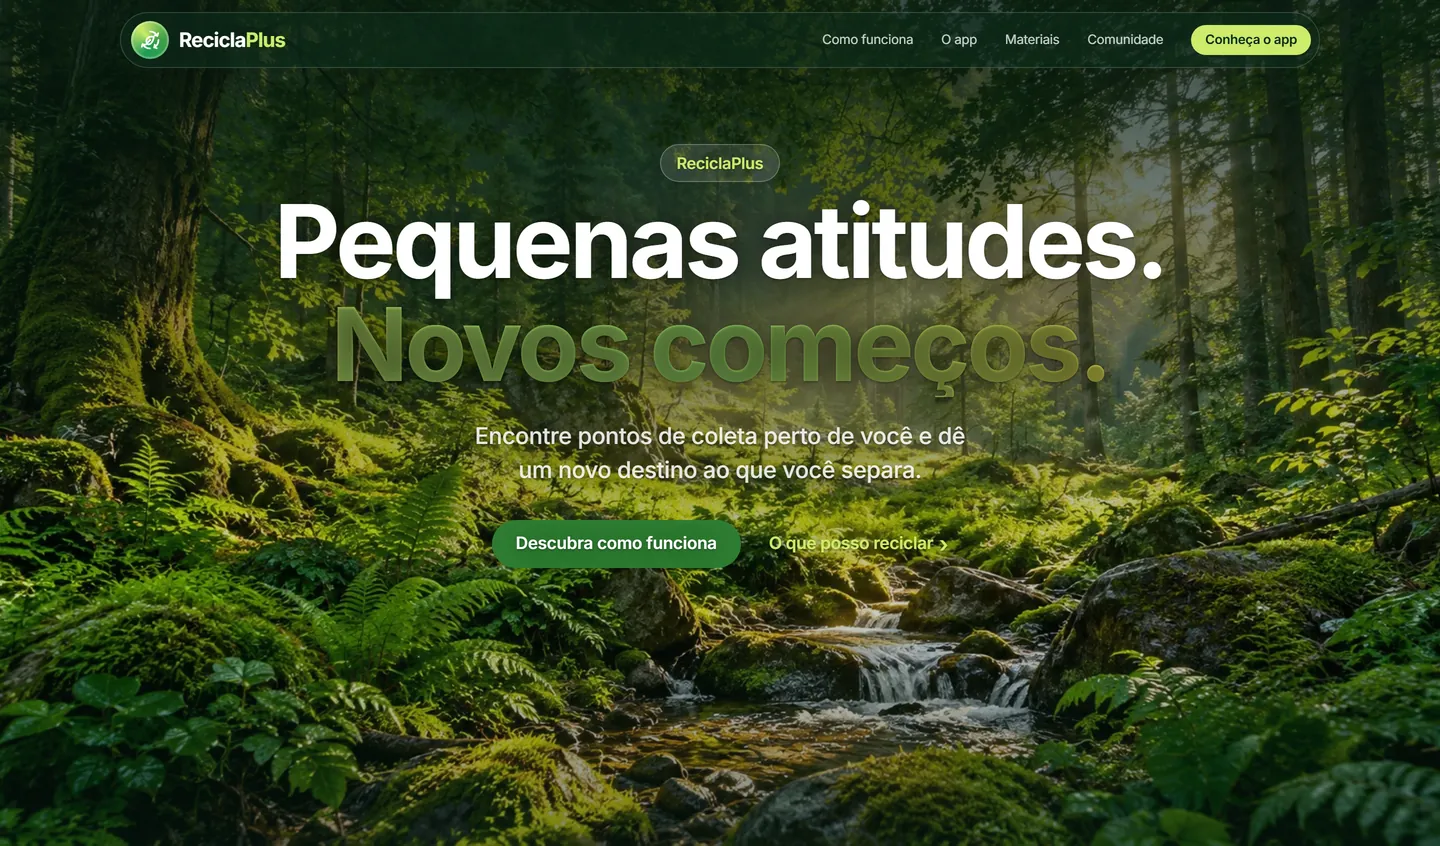 ReciclaPlus
Como funciona
O app
Materiais
Comunidade
Conheça o app
ReciclaPlus
Pequenas atitudes.
Novos começos.
Encontre pontos de coleta perto de você e dê
um novo destino ao que você separa.
Descubra como funciona
O que posso reciclar ›